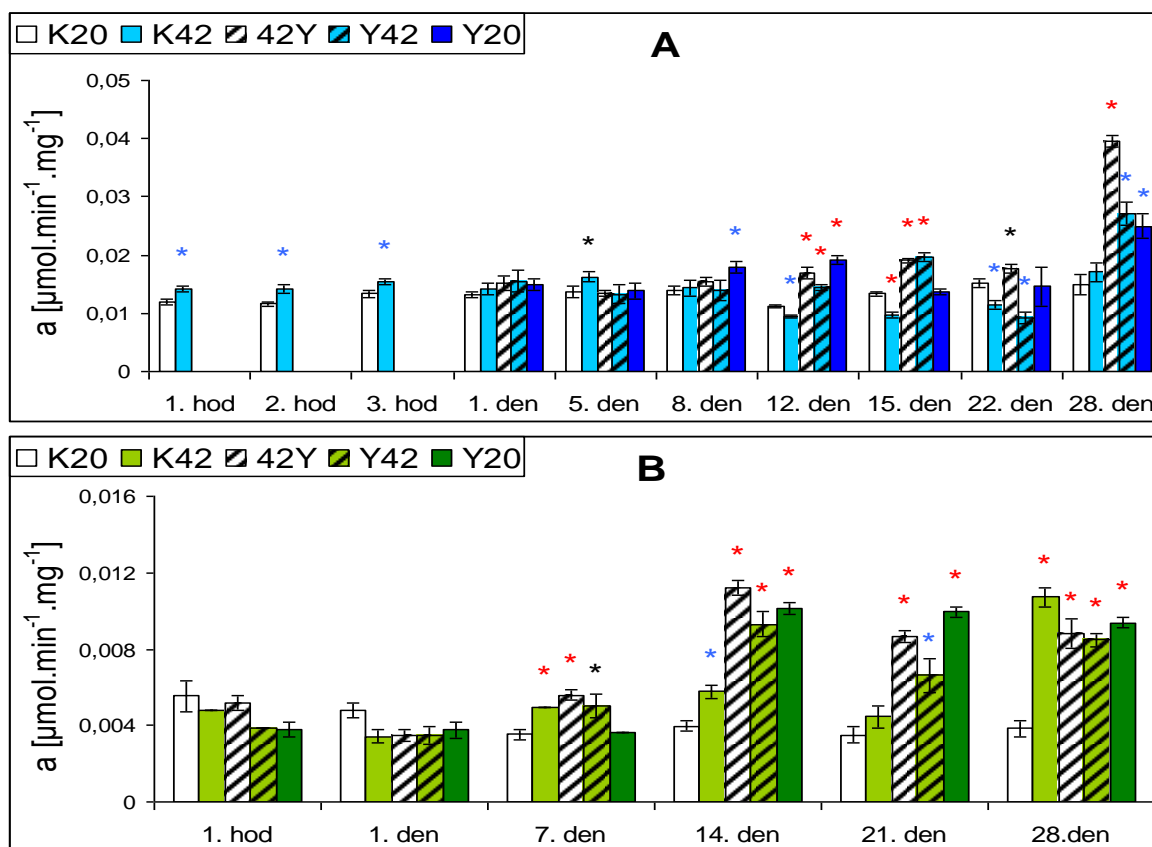 K20 K42 42Y Y42 Y20
A
a [µmol.min⁻¹.mg⁻¹]
0,05
0,04
0,03
0,02
0,01
0
* * * * * * * * * * * * * * * * * *
1. hod 2. hod 3. hod 1. den 5. den 8. den 12. den 15. den 22. den 28. den
K20 K42 42Y Y42 Y20
B
a [µmol.min⁻¹.mg⁻¹]
0,016
0,012
0,008
0,004
0
* * * * * * * * * * * * * *
1. hod 1. den 7. den 14. den 21. den 28.den